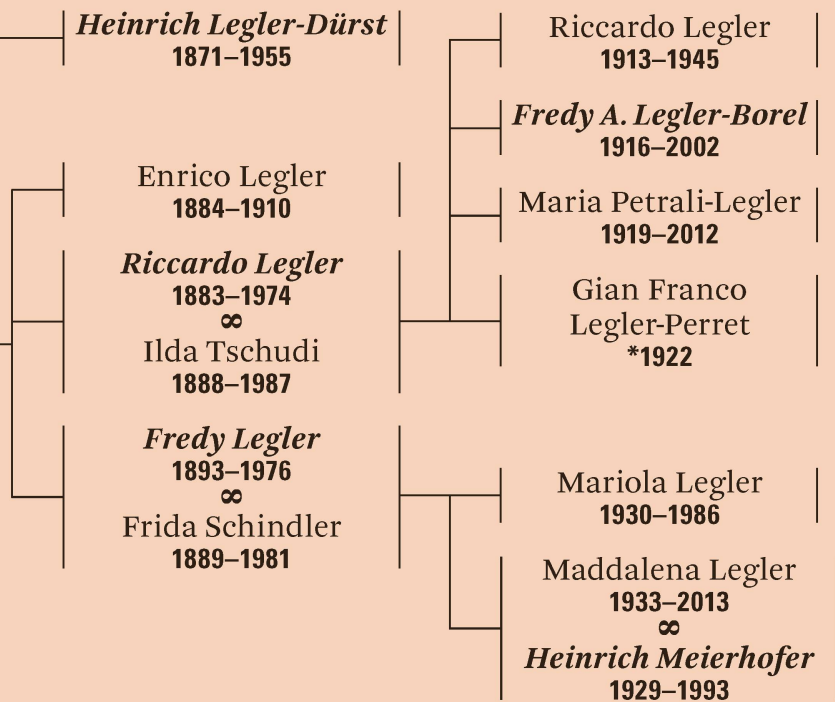 Heinrich Legler-Dürst
1871–1955
Enrico Legler
1884–1910
Riccardo Legler
1883–1974
∞
Ilda Tschudi
1888–1987
Fredy Legler
1893–1976
∞
Frida Schindler
1889–1981
Riccardo Legler
1913–1945
Fredy A. Legler-Borel
1916–2002
Maria Petrali-Legler
1919–2012
Gian Franco
Legler-Perret
*1922
Mariola Legler
1930–1986
Maddalena Legler
1933–2013
∞
Heinrich Meierhofer
1929–1993